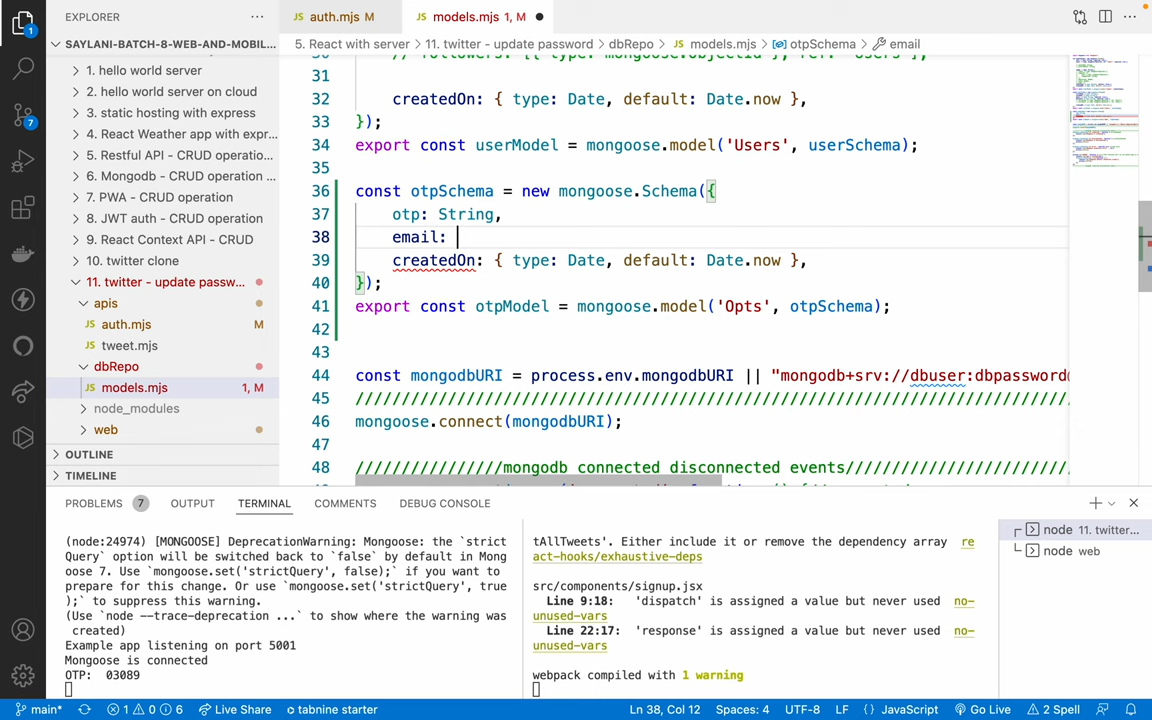 EXPLORER
SAYLANI-BATCH-8-WEB-AND-MOBIL...
1. hello world server
2. hello world server on cloud
3. static hosting with express
4. React Weather app with expr...
5. Restful API - CRUD operatio...
6. Mongodb - CRUD operation ...
7. PWA - CRUD operation
8. JWT auth - CRUD operation
9. React Context API - CRUD
10. twitter clone
11. twitter - update passw...
apis
JS auth.mjs M
JS tweet.mjs
dbRepo
JS models.mjs 1, M
node_modules
web
OUTLINE
TIMELINE
1
7
JS auth.mjs M
JS models.mjs 1, M
5. React with server > 11. twitter - update password > dbRepo > JS models.mjs > otpSchema > email
31
32 createdOn: { type: Date, default: Date.now },
33 });
34 export const userModel = mongoose.model('Users', userSchema);
35
36 const otpSchema = new mongoose.Schema({
37 otp: String,
38 email:
39 createdOn: { type: Date, default: Date.now },
40 });
41 export const otpModel = mongoose.model('Opts', otpSchema);
42
43
44 const mongodbURI = process.env.mongodbURI || "mongodb+srv://dbuser:dbpassword@
45 ////////////////////////////////////////////////////////////////////
46 mongoose.connect(mongodbURI);
47
48 ////////////////mongodb connected disconnected events////////////////////////
PROBLEMS 7 OUTPUT TERMINAL COMMENTS DEBUG CONSOLE
(node:24974) [MONGOOSE] DeprecationWarning: Mongoose: the `strict
Query` option will be switched back to `false` by default in Mong
oose 7. Use `mongoose.set('strictQuery', false);` if you want to
prepare for this change. Or use `mongoose.set('strictQuery', true
);` to suppress this warning.
(Use `node --trace-deprecation ...` to show where the warning was
created)
Example app listening on port 5001
Mongoose is connected
OTP: 03089
tAllTweets'. Either include it or remove the dependency array re
act-hooks/exhaustive-deps
src/components/signup.jsx
Line 9:18: 'dispatch' is assigned a value but never used no-
unused-vars
Line 22:17: 'response' is assigned a value but never used no-
unused-vars
webpack compiled with 1 warning
node 11. twitter...
node web
main* 1 0 6 Live Share tabnine starter Ln 38, Col 12 Spaces: 4 UTF-8 LF {} JavaScript Go Live 2 Spell